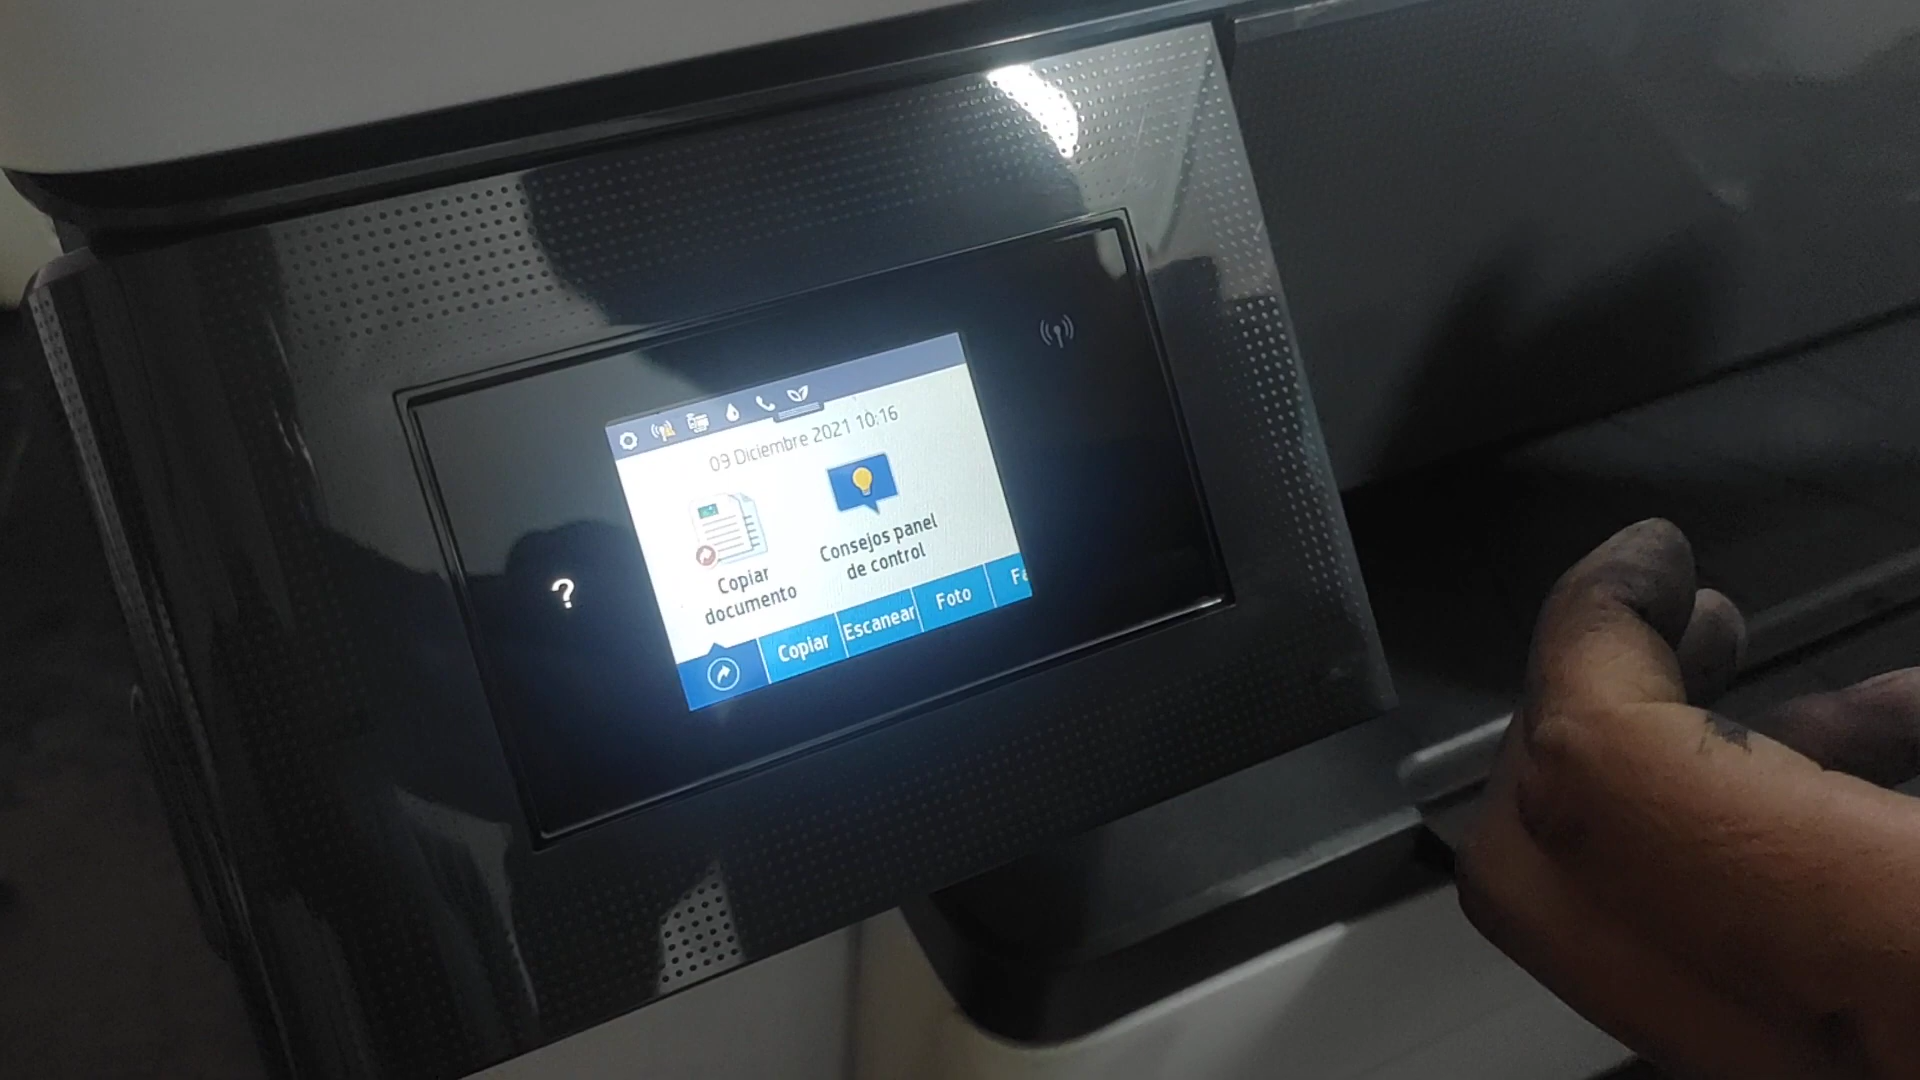 09 Diciembre 2021 10:16
Copiar
documento
Consejos panel
de control
?
Copiar
Escanear
Foto